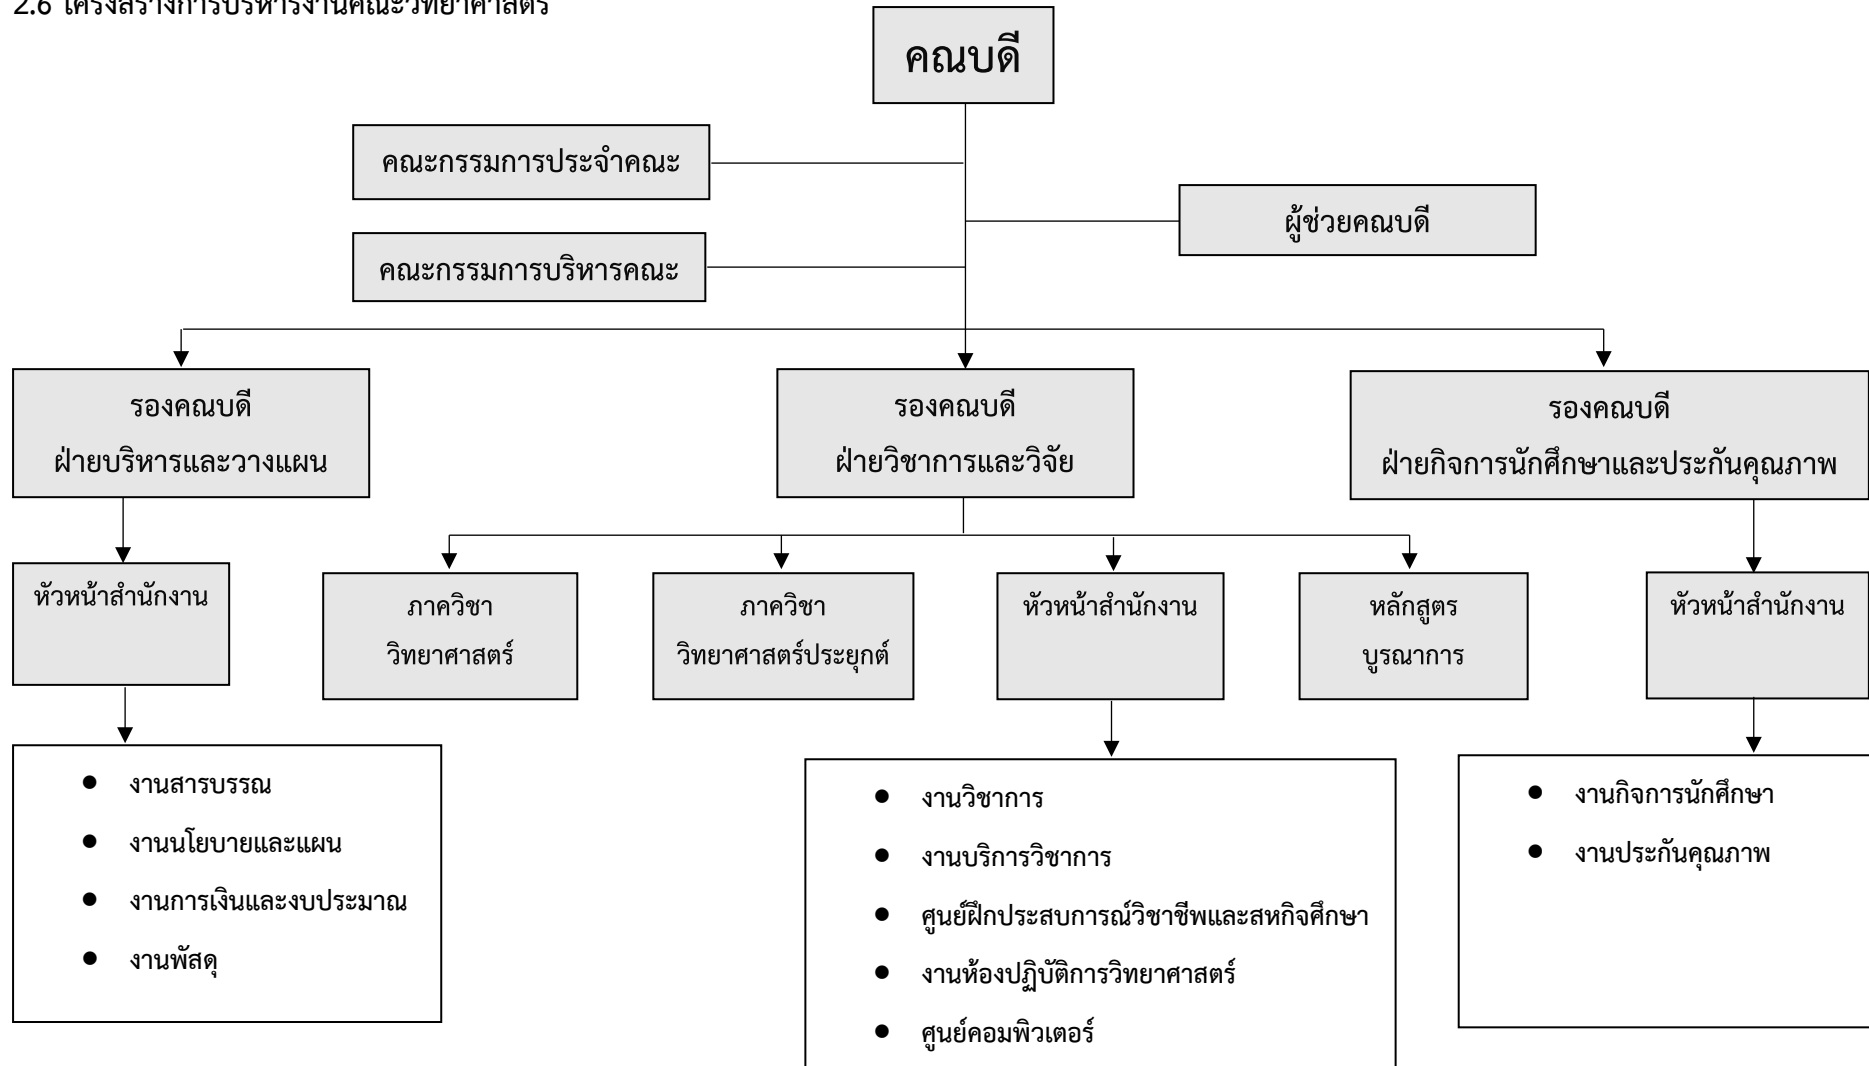 2.6 โครงสร้างการบริหารงานคณะวิทยาศาสตร์
คณบดี
คณะกรรมการประจำคณะ
ผู้ช่วยคณบดี
คณะกรรมการบริหารคณะ
รองคณบดี
ฝ่ายบริหารและวางแผน
รองคณบดี
ฝ่ายวิชาการและวิจัย
รองคณบดี
ฝ่ายกิจการนักศึกษาและประกันคุณภาพ
หัวหน้าสำนักงาน
ภาควิชา
วิทยาศาสตร์
ภาควิชา
วิทยาศาสตร์ประยุกต์
หัวหน้าสำนักงาน
หลักสูตร
บูรณาการ
หัวหน้าสำนักงาน
● งานสารบรรณ
● งานนโยบายและแผน
● งานการเงินและงบประมาณ
● งานพัสดุ
● งานวิชาการ
● งานบริการวิชาการ
● ศูนย์ฝึกประสบการณ์วิชาชีพและสหกิจศึกษา
● งานห้องปฏิบัติการวิทยาศาสตร์
● ศูนย์คอมพิวเตอร์
● งานกิจการนักศึกษา
● งานประกันคุณภาพ